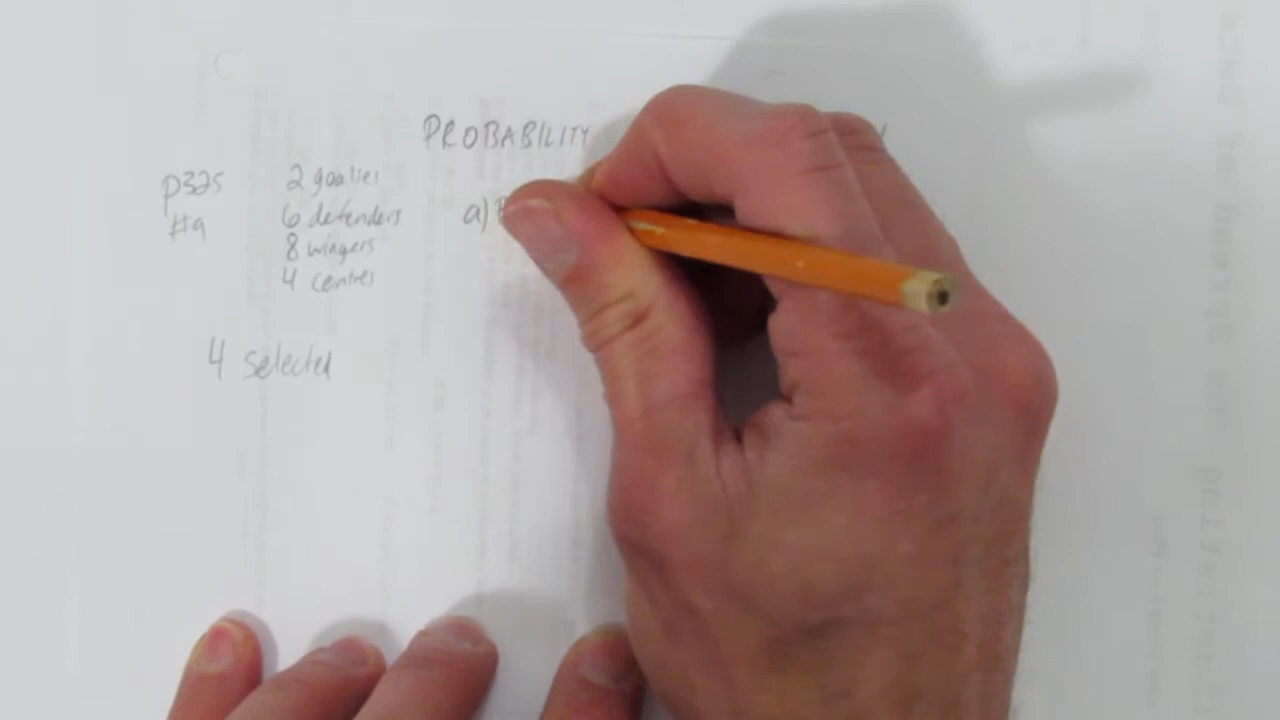 PROBABILITY
p325
#9
2 goalies
6 defenders
8 wingers
4 centres
a)
4 selected